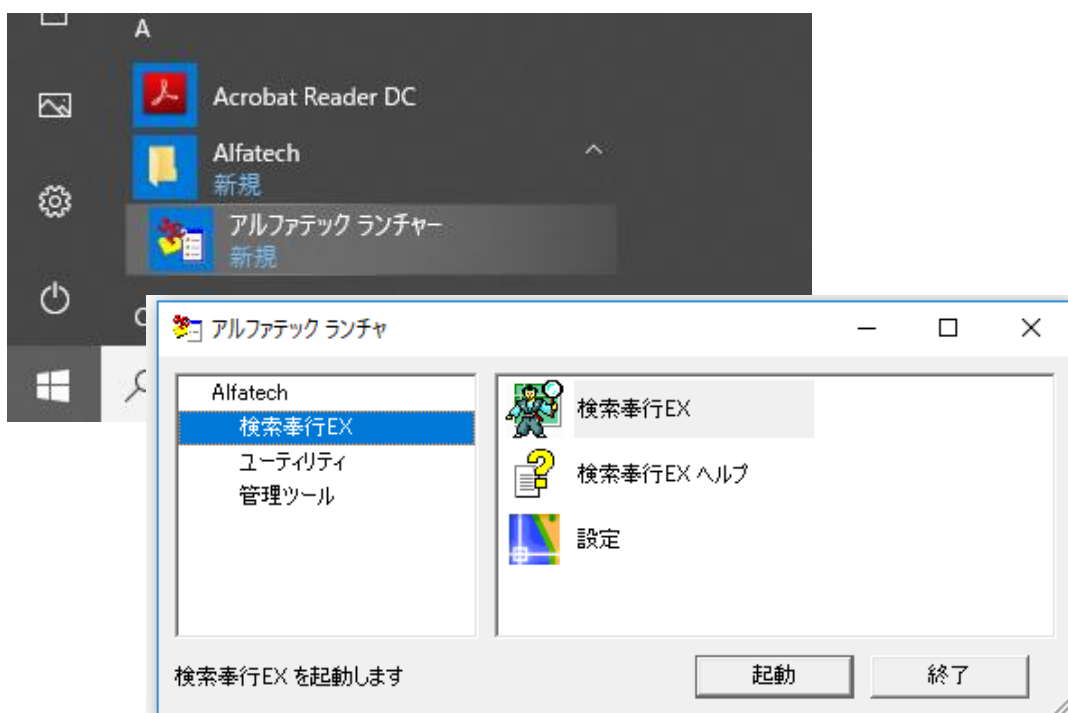 A
Acrobat Reader DC
Alfatech
新規
アルファテック ランチャー
新規
アルファテック ランチャ
Alfatech
検索奉行EX
ユーティリティ
管理ツール
検索奉行EX
検索奉行EX ヘルプ
設定
検索奉行EX を起動します
起動
終了